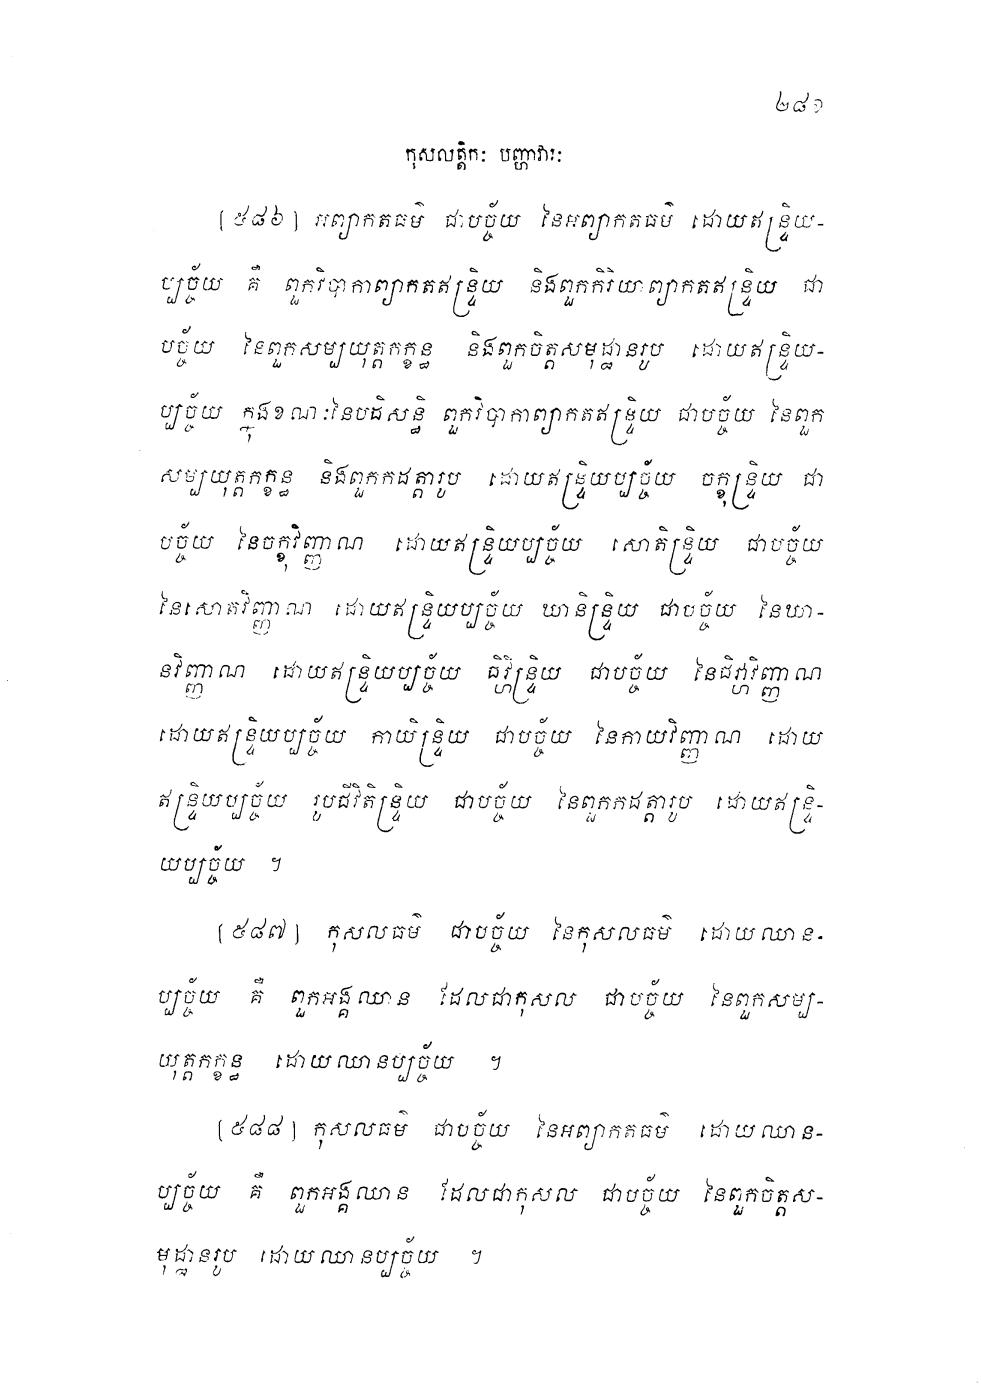 ២៨១
កុសលត្តិកៈ បញ្ហាវារៈ
[៥៨៦] អព្យាកតធម៌ ជាបច្ច័យ នៃអព្យាកតធម៌ ដោយឥន្ទ្រិយ-
ប្បច្ច័យ គឺ ពួកវិបាកាព្យាកតឥន្ទ្រិយ និងពួកកិរិយាព្យាកតឥន្ទ្រិយ ជា
បច្ច័យ នៃពួកសម្បយុត្តកក្ខន្ធ និងពួកចិត្តសមុដ្ឋានរូប ដោយឥន្ទ្រិយ-
ប្បច្ច័យ ក្នុងខណៈនៃបដិសន្ធិ ពួកវិបាកាព្យាកតឥន្ទ្រិយ ជាបច្ច័យ នៃពួក
សម្បយុត្តកក្ខន្ធ និងពួកកដត្តារូប ដោយឥន្ទ្រិយប្បច្ច័យ ចក្ខុន្ទ្រិយ ជា
បច្ច័យ នៃចក្ខុវិញ្ញាណ ដោយឥន្ទ្រិយប្បច្ច័យ សោតិន្ទ្រិយ ជាបច្ច័យ
នៃសោតវិញ្ញាណ ដោយឥន្ទ្រិយប្បច្ច័យ ឃានិន្ទ្រិយ ជាបច្ច័យ នៃឃា-
នវិញ្ញាណ ដោយឥន្ទ្រិយប្បច្ច័យ ជិវ្ហិន្ទ្រិយ ជាបច្ច័យ នៃជិវ្ហាវិញ្ញាណ
ដោយឥន្ទ្រិយប្បច្ច័យ កាយិន្ទ្រិយ ជាបច្ច័យ នៃកាយវិញ្ញាណ ដោយ
ឥន្ទ្រិយប្បច្ច័យ រូបជីវិតិន្ទ្រិយ ជាបច្ច័យ នៃពួកកដត្តារូប ដោយឥន្ទ្រិ-
យប្បច្ច័យ ។
[៥៨៧] កុសលធម៌ ជាបច្ច័យ នៃកុសលធម៌ ដោយឈាន-
ប្បច្ច័យ គឺ ពួកអង្គឈាន ដែលជាកុសល ជាបច្ច័យ នៃពួកសម្ប-
យុត្តកក្ខន្ធ ដោយឈានប្បច្ច័យ ។
[៥៨៨] កុសលធម៌ ជាបច្ច័យ នៃអព្យាកតធម៌ ដោយឈាន-
ប្បច្ច័យ គឺ ពួកអង្គឈាន ដែលជាកុសល ជាបច្ច័យ នៃពួកចិត្តស-
មុដ្ឋានរូប ដោយឈានប្បច្ច័យ ។